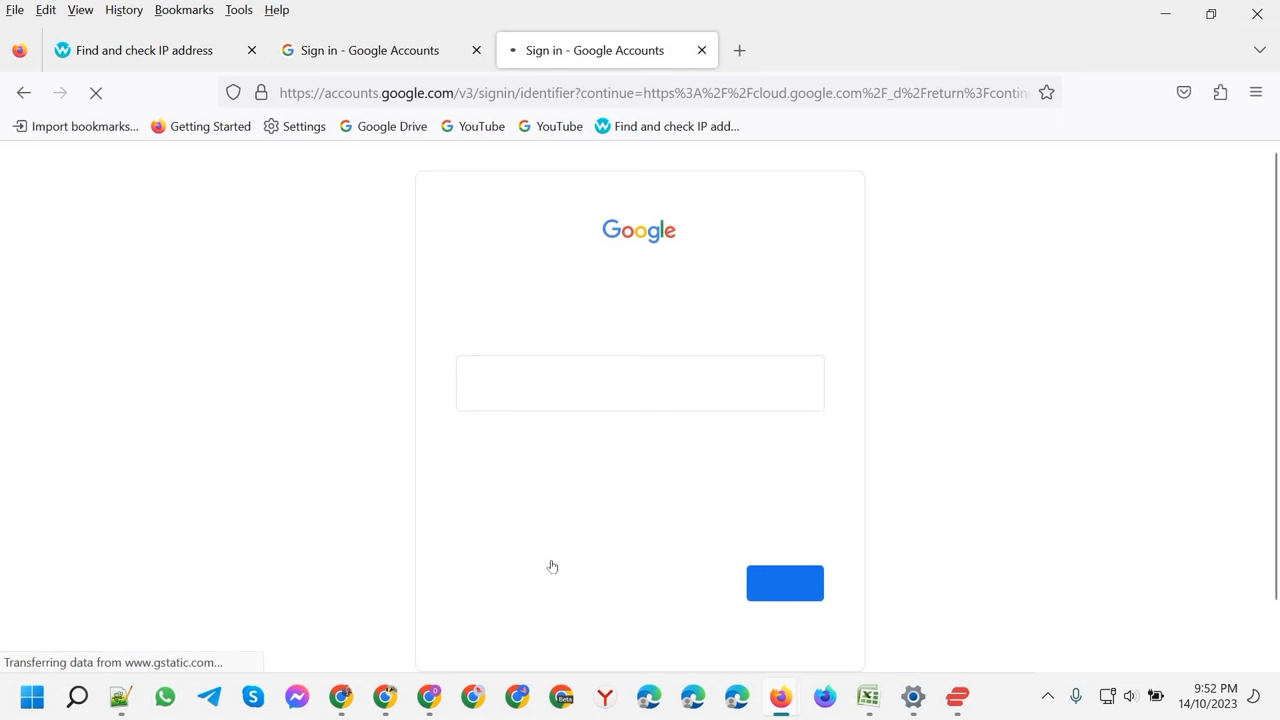 File Edit View History Bookmarks Tools Help
Find and check IP address
Sign in - Google Accounts
Sign in - Google Accounts
https://accounts.google.com/v3/signin/identifier?continue=https%3A%2F%2Fcloud.google.com%2F_d%2Freturn%3Fcontin
Import bookmarks... Getting Started Settings Google Drive YouTube YouTube Find and check IP add...
Google
Transferring data from www.gstatic.com...
Beta
9:52 PM
14/10/2023